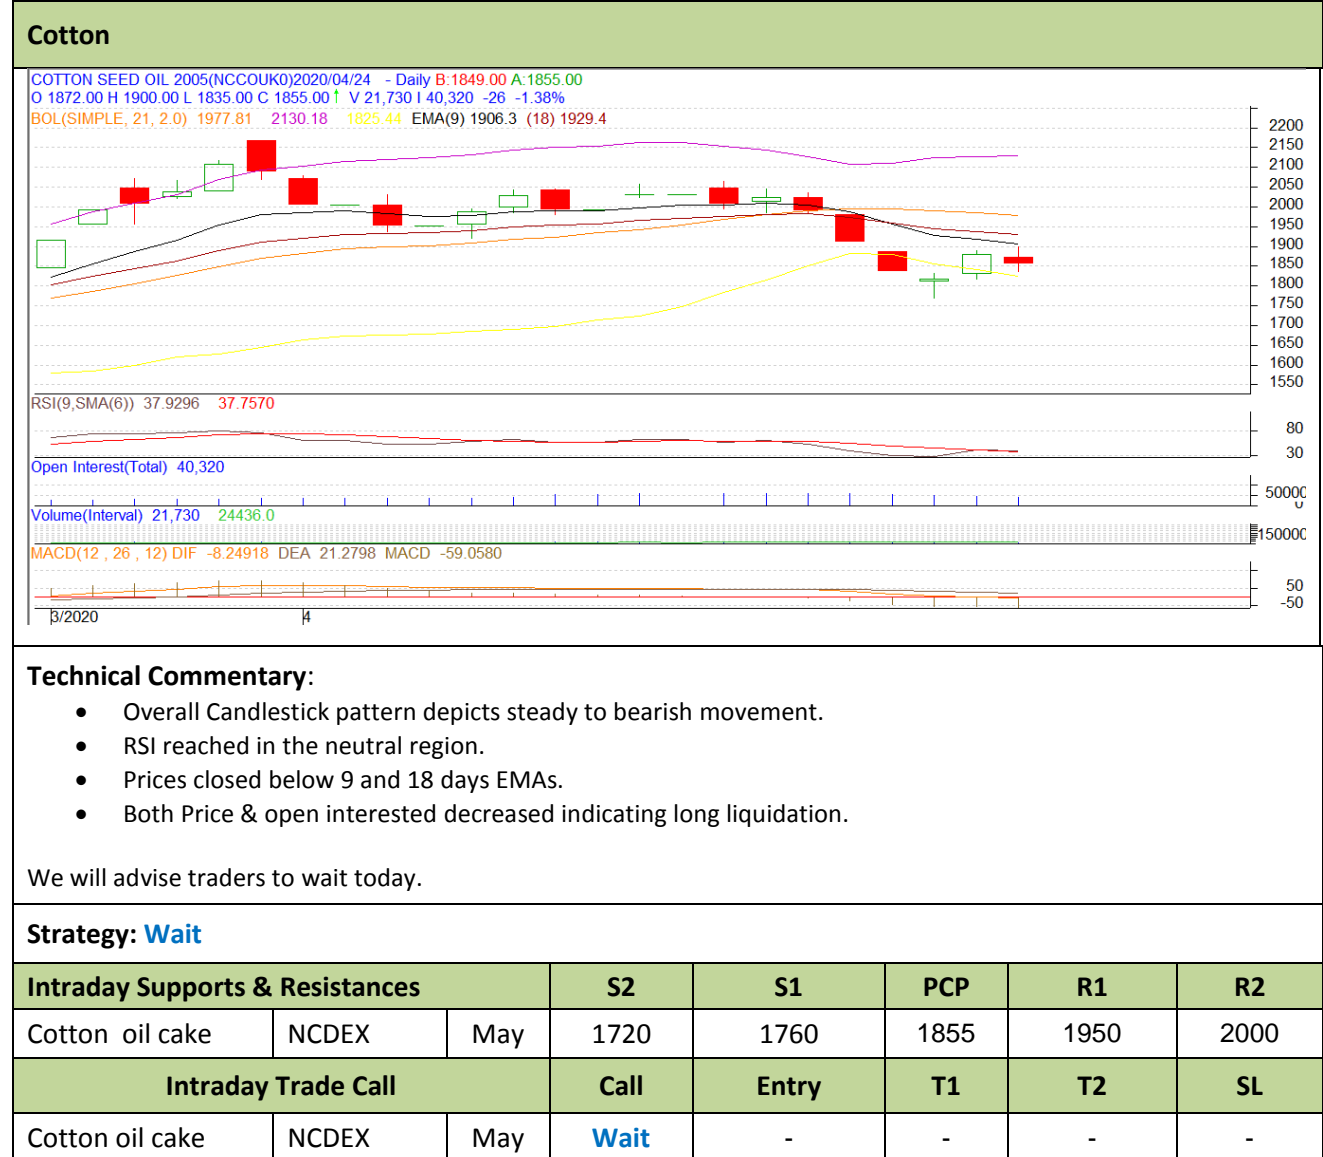 Cotton
COTTON SEED OIL 2005(NCCOUK0)2020/04/24 - Daily B:1849.00 A:1855.00
O 1872.00 H 1900.00 L 1835.00 C 1855.00↑ V 21,730 I 40,320 -26 -1.38%
BOL(SIMPLE, 21, 2.0) 1977.81 2130.18 1825.44 EMA(9) 1906.3 (18) 1929.4
2200
2150
2100
2050
2000
1950
1900
1850
1800
1750
1700
1650
1600
1550
RSI(9,SMA(6)) 37.9296 37.7570
80
30
Open Interest(Total) 40,320
50000
0
Volume(Interval) 21,730 24436.0
150000
MACD(12 , 26 , 12) DIF -8.24918 DEA 21.2798 MACD -59.0580
50
-50
3/2020 4
Technical Commentary:
• Overall Candlestick pattern depicts steady to bearish movement.
• RSI reached in the neutral region.
• Prices closed below 9 and 18 days EMAs.
• Both Price & open interested decreased indicating long liquidation.
We will advise traders to wait today.
Strategy: Wait
Intraday Supports & Resistances S2 S1 PCP R1 R2
Cotton oil cake NCDEX May 1720 1760 1855 1950 2000
Intraday Trade Call Call Entry T1 T2 SL
Cotton oil cake NCDEX May Wait - - - -